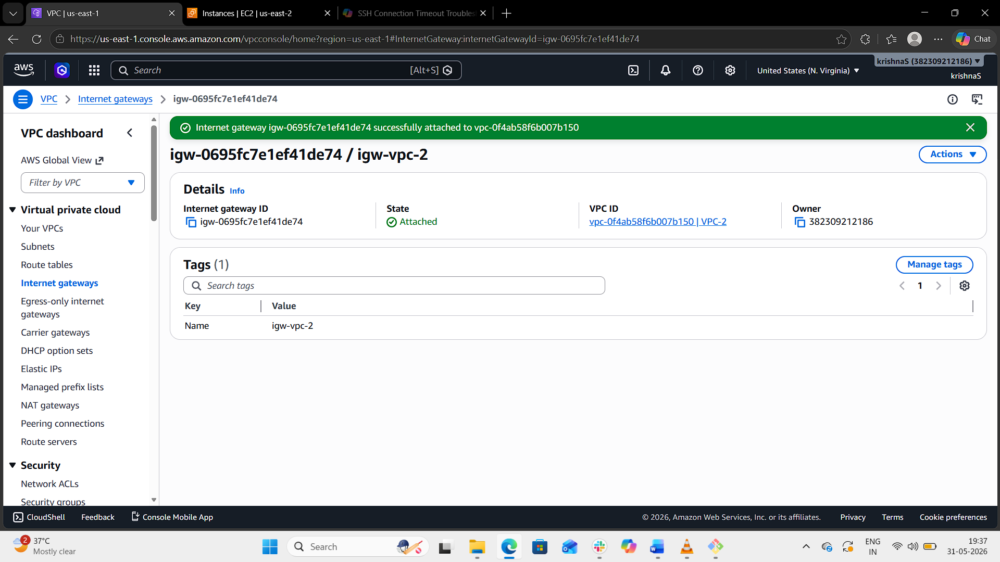 VPC | us-east-1
Instances | EC2 | us-east-2
SSH Connection Timeout Troubles
https://us-east-1.console.aws.amazon.com/vpcconsole/home?region=us-east-1#InternetGateway:internetGatewayId=igw-0695fc7e1ef41de74
Chat
aws
Search
[Alt+S]
United States (N. Virginia)
krishnaS (382309212186)
krishnaS
VPC
Internet gateways
igw-0695fc7e1ef41de74
VPC dashboard
AWS Global View
Filter by VPC
Virtual private cloud
Your VPCs
Subnets
Route tables
Internet gateways
Egress-only internet
gateways
Carrier gateways
DHCP option sets
Elastic IPs
Managed prefix lists
NAT gateways
Peering connections
Route servers
Security
Network ACLs
Security groups
Internet gateway igw-0695fc7e1ef41de74 successfully attached to vpc-0f4ab58f6b007b150
igw-0695fc7e1ef41de74 / igw-vpc-2
Actions
Details Info
Internet gateway ID
igw-0695fc7e1ef41de74
State
Attached
VPC ID
vpc-0f4ab58f6b007b150 | VPC-2
Owner
382309212186
Tags (1)
Manage tags
Search tags
1
Key
Value
Name
igw-vpc-2
CloudShell
Feedback
Console Mobile App
© 2026, Amazon Web Services, Inc. or its affiliates.
Privacy
Terms
Cookie preferences
2
37°C
Mostly clear
Search
ENG
IN
19:37
31-05-2026